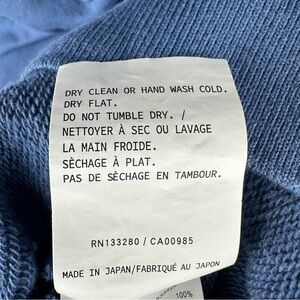 DRY CLEAN OR HAND WASH COLD.
DRY FLAT.
DO NOT TUMBLE DRY. /
NETTOYER À SEC OU LAVAGE
LA MAIN FROIDE.
SÈCHAGE À PLAT.
PAS DE SÈCHAGE EN TAMBOUR.
RN133280 / CA00985
MADE IN JAPAN/FABRIQUÉ AU JAPON
100%